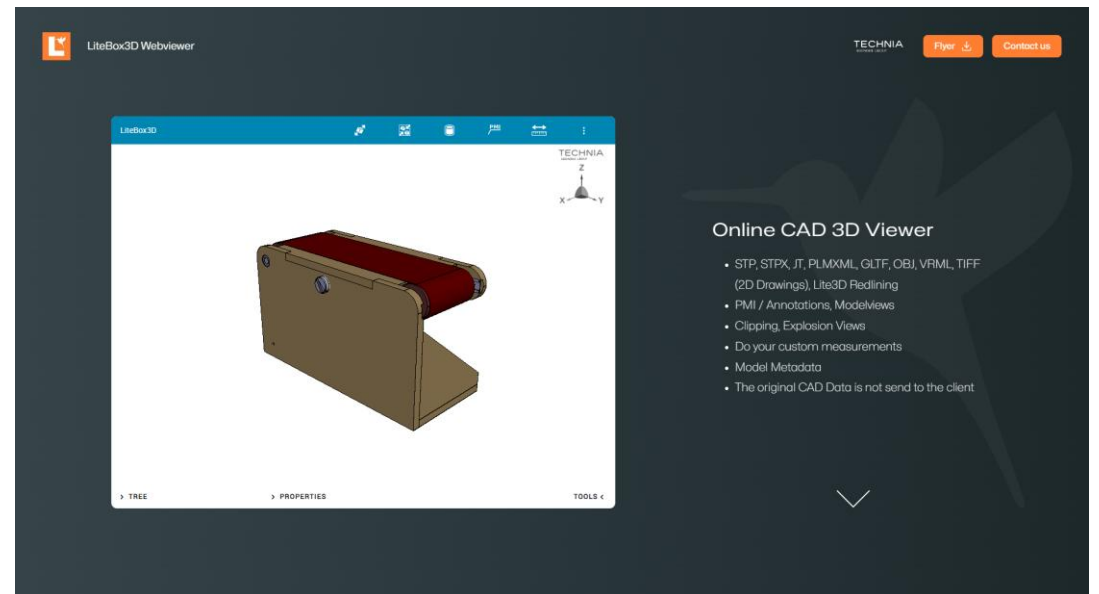 LiteBox3D Webviewer
TECHNIA
Flyer
Contact us
LiteBox3D
PMI
TECHNIA
Z
X
Y
> TREE
> PROPERTIES
TOOLS <
Online CAD 3D Viewer
• STP, STPX, JT, PLMXML, GLTF, OBJ, VRML, TIFF
(2D Drawings), Lite3D Redlining
• PMI / Annotations, Modelviews
• Clipping, Explosion Views
• Do your custom measurements
• Model Metadata
• The original CAD Data is not send to the client